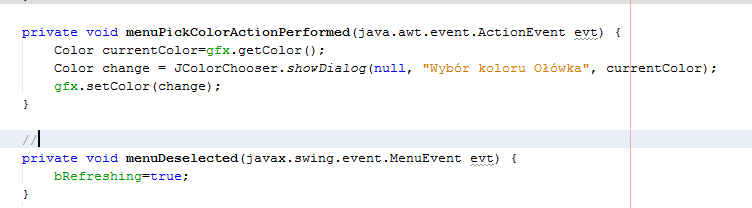 private void menuPickColorActionPerformed(java.awt.event.ActionEvent evt) {
Color currentColor=gfx.getColor();
Color change = JColorChooser.showDialog(null, "Wybór koloru Ołówka", currentColor);
gfx.setColor(change);
}
//
private void menuDeselected(javax.swing.event.MenuEvent evt) {
bRefreshing=true;
}